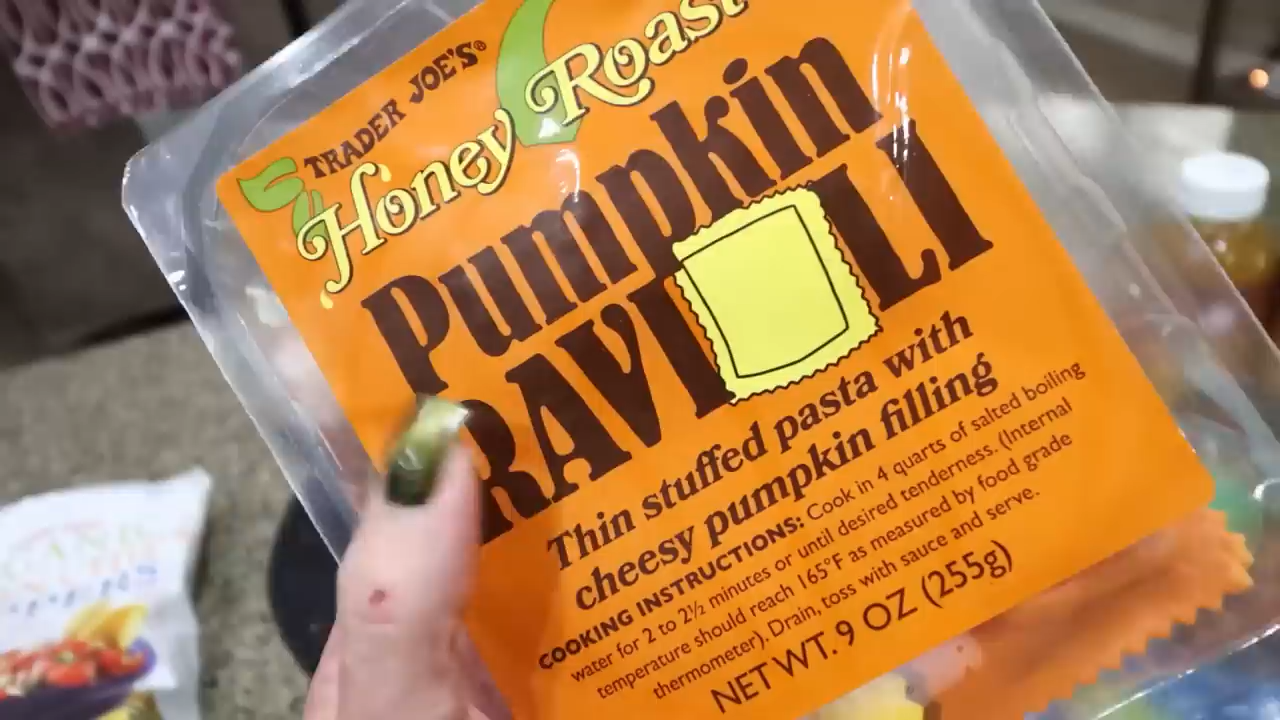 TRADER JOE'S®
Honey Roast
Pumpkin
RAVIOLI
Thin stuffed pasta with
cheesy pumpkin filling
COOKING INSTRUCTIONS: Cook in 4 quarts of salted boiling
water for 2 to 2½ minutes or until desired tenderness. (Internal
temperature should reach 165°F as measured by food grade
thermometer). Drain, toss with sauce and serve.
NET WT. 9 OZ (255g)